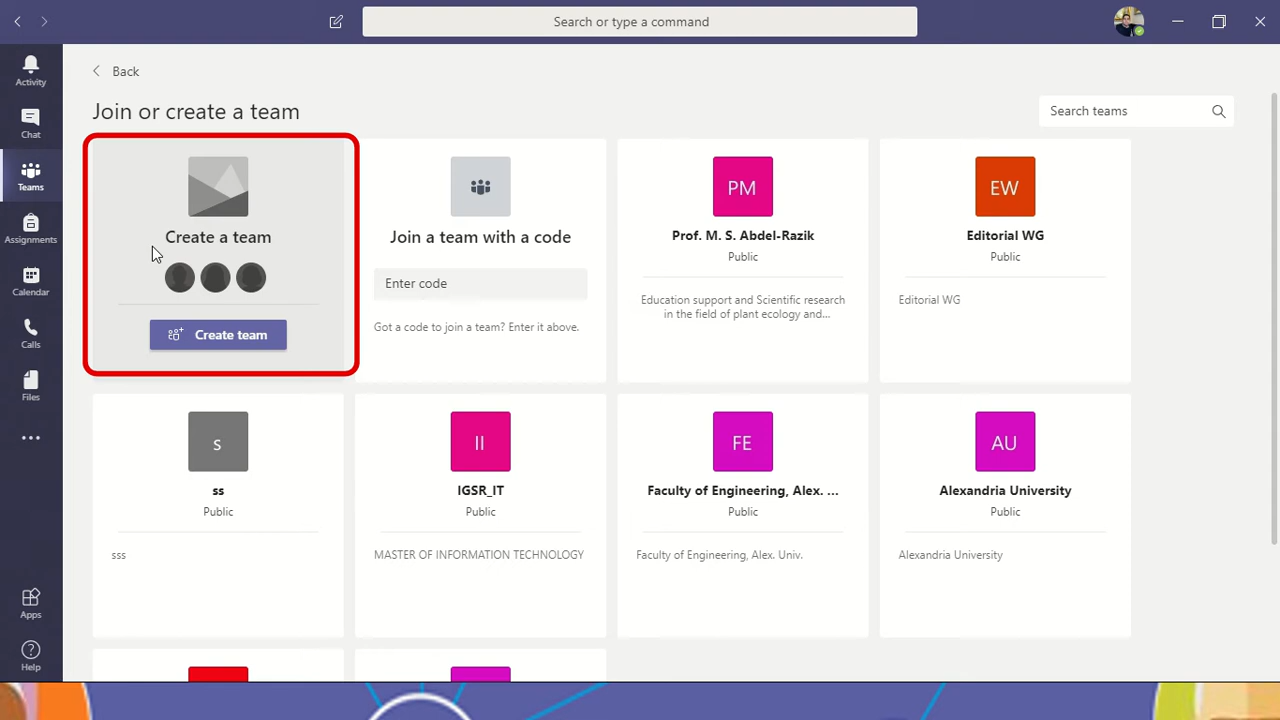 Search or type a command
Activity
Chat
Teams
Assignments
Calendar
Calls
Files
Apps
Help
Back
Join or create a team
Search teams
Create a team
Create team
Join a team with a code
Enter code
Got a code to join a team? Enter it above.
PM
Prof. M. S. Abdel-Razik
Public
Education support and Scientific research
in the field of plant ecology and...
EW
Editorial WG
Public
Editorial WG
s
ss
Public
sss
II
IGSR_IT
Public
MASTER OF INFORMATION TECHNOLOGY
FE
Faculty of Engineering, Alex. ...
Public
Faculty of Engineering, Alex. Univ.
AU
Alexandria University
Public
Alexandria University